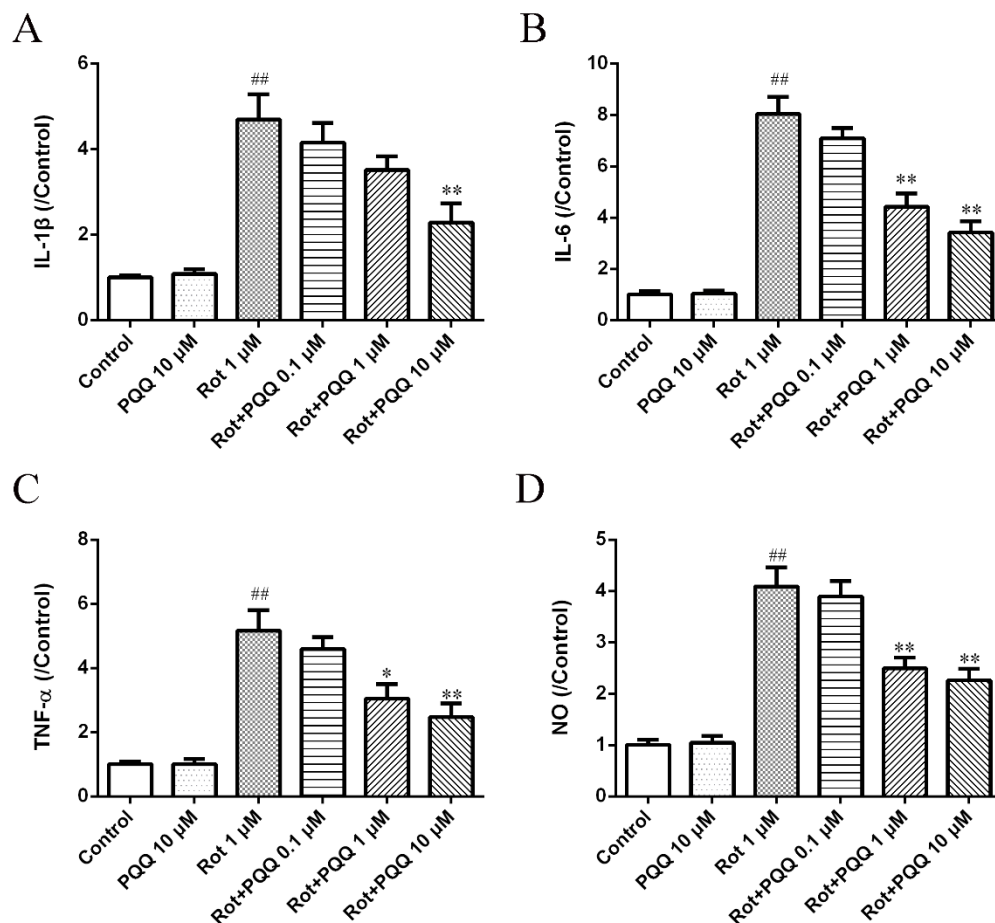 A
IL-1β (/Control)
6
4
2
0
##
**
Control
PQQ 10 µM
Rot 1 µM
Rot+PQQ 0.1 µM
Rot+PQQ 1 µM
Rot+PQQ 10 µM
B
IL-6 (/Control)
10
8
6
4
2
0
##
**
**
Control
PQQ 10 µM
Rot 1 µM
Rot+PQQ 0.1 µM
Rot+PQQ 1 µM
Rot+PQQ 10 µM
C
TNF-α (/Control)
8
6
4
2
0
##
*
**
Control
PQQ 10 µM
Rot 1 µM
Rot+PQQ 0.1 µM
Rot+PQQ 1 µM
Rot+PQQ 10 µM
D
NO (/Control)
5
4
3
2
1
0
##
**
**
Control
PQQ 10 µM
Rot 1 µM
Rot+PQQ 0.1 µM
Rot+PQQ 1 µM
Rot+PQQ 10 µM